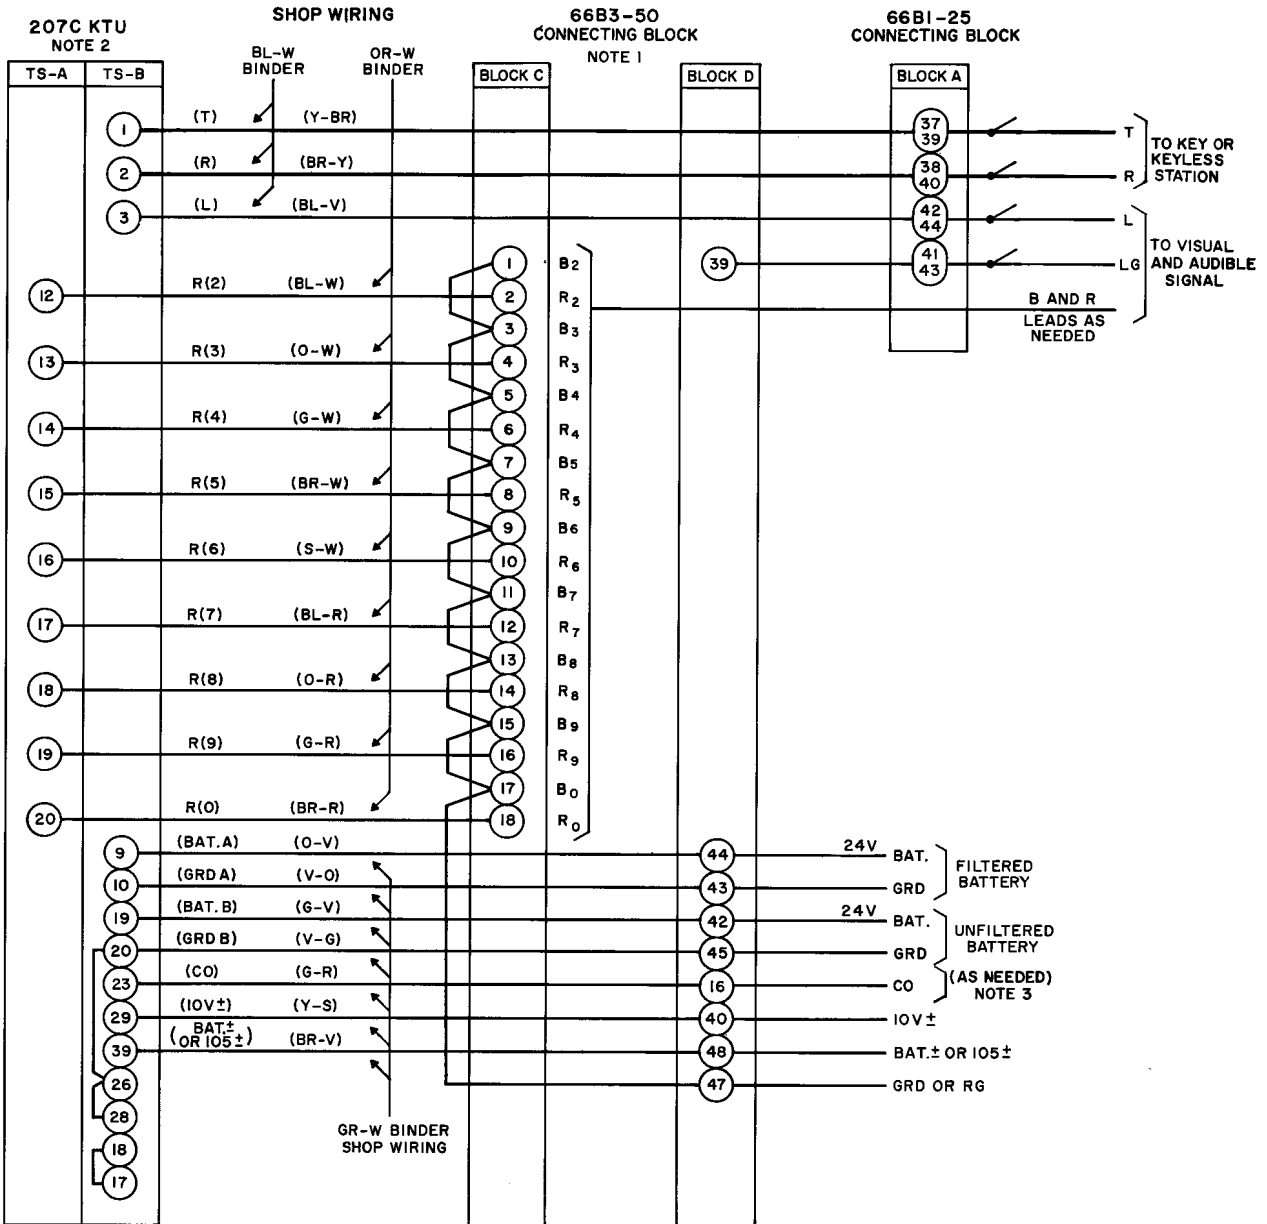 207C KTU
NOTE 2
SHOP WIRING
66B3-50
CONNECTING BLOCK
NOTE 1
66B1-25
CONNECTING BLOCK
BL-W
BINDER
OR-W
BINDER
TS-A TS-B BLOCK C BLOCK D BLOCK A
1 (T) (Y-BR) 37 39 T
2 (R) (BR-Y) 38 40 R
TO KEY OR
KEYLESS
STATION
3 (L) (BL-V) 42 44 L
1 B2 39 41 43 LG
TO VISUAL
AND AUDIBLE
SIGNAL
12 R(2) (BL-W) 2 R2
B AND R
LEADS AS
NEEDED
3 B3
13 R(3) (O-W) 4 R3
5 B4
14 R(4) (G-W) 6 R4
7 B5
15 R(5) (BR-W) 8 R5
9 B6
16 R(6) (S-W) 10 R6
11 B7
17 R(7) (BL-R) 12 R7
13 B8
18 R(8) (O-R) 14 R8
15 B9
19 R(9) (G-R) 16 R9
17 B0
20 R(0) (BR-R) 18 R0
9 (BAT.A) (O-V) 44 24V BAT.
10 (GRD A) (V-O) 43 GRD
FILTERED
BATTERY
19 (BAT.B) (G-V) 42 24V BAT.
20 (GRD B) (V-G) 45 GRD
UNFILTERED
BATTERY
23 (CO) (G-R) 16 CO (AS NEEDED)
NOTE 3
29 (10V±) (Y-S) 40 10V±
39 (BAT.± OR 105±) (BR-V) 48 BAT.± OR 105±
26 47 GRD OR RG
28
18
17
GR-W BINDER
SHOP WIRING